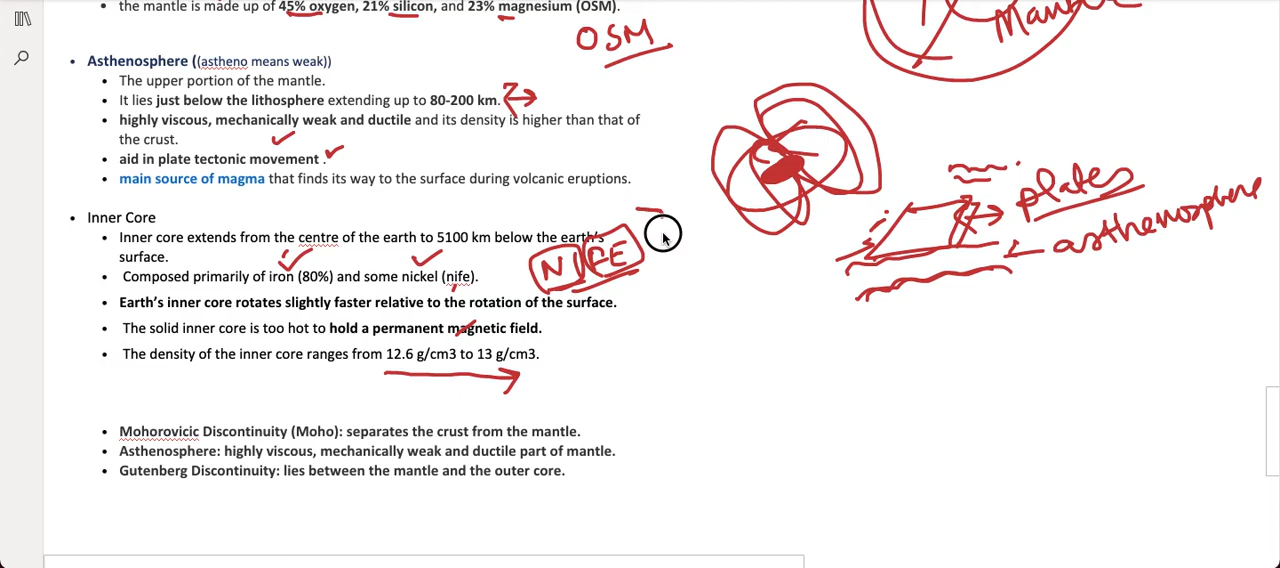 • the mantle is made up of 45% oxygen, 21% silicon, and 23% magnesium (OSM).
OSM
• Asthenosphere ((astheno means weak))
• The upper portion of the mantle.
• It lies just below the lithosphere extending up to 80-200 km.
• highly viscous, mechanically weak and ductile and its density is higher than that of
the crust.
• aid in plate tectonic movement .
• main source of magma that finds its way to the surface during volcanic eruptions.
plates
asthenosphere
• Inner Core
• Inner core extends from the centre of the earth to 5100 km below the earth's
surface.
NIFE
• Composed primarily of iron (80%) and some nickel (nife).
• Earth's inner core rotates slightly faster relative to the rotation of the surface.
• The solid inner core is too hot to hold a permanent magnetic field.
• The density of the inner core ranges from 12.6 g/cm3 to 13 g/cm3.
• Mohorovicic Discontinuity (Moho): separates the crust from the mantle.
• Asthenosphere: highly viscous, mechanically weak and ductile part of mantle.
• Gutenberg Discontinuity: lies between the mantle and the outer core.